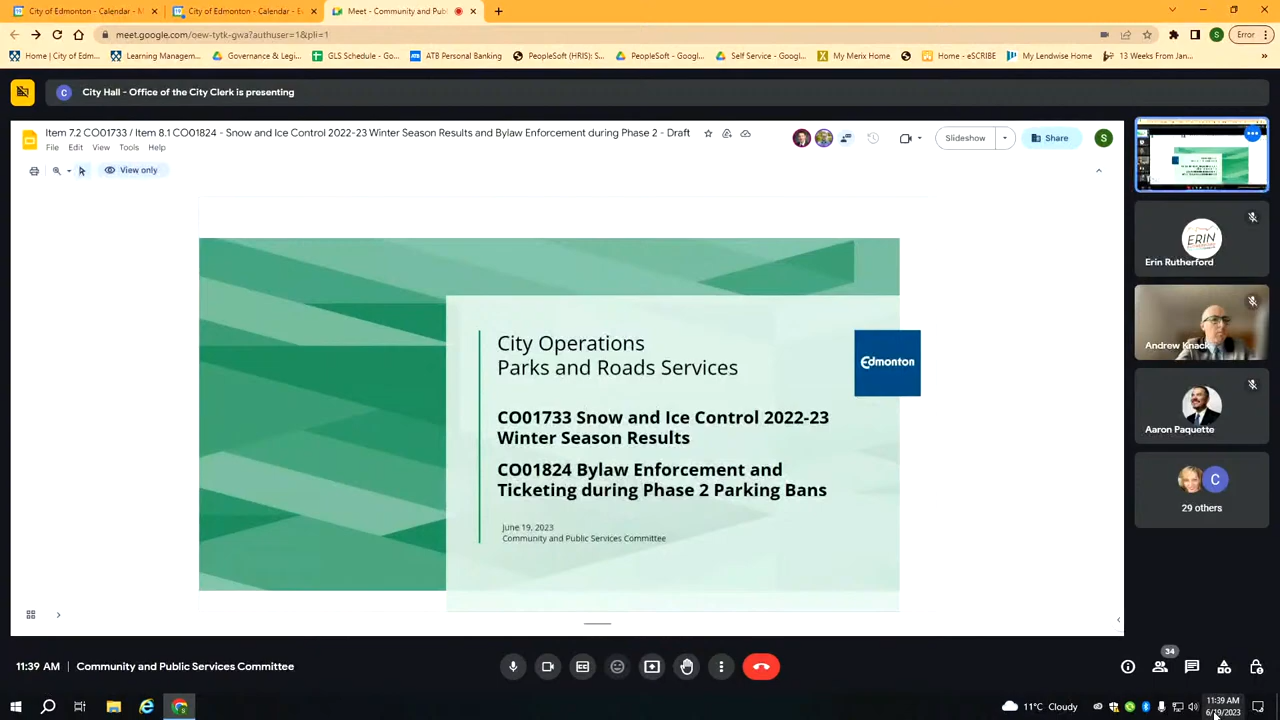 City of Edmonton - Calendar - M
City of Edmonton - Calendar - E
Meet - Community and Publ
meet.google.com/oew-tytk-gwa?authuser=1&pli=1
S
Error
Home | City of Edm...
Learning Managem...
Governance & Legi...
GLS Schedule - Go...
ATB Personal Banking
PeopleSoft (HRIS): S...
PeopleSoft - Googl...
Self Service - Googl...
My Merix Home
Home - eSCRIBE
My Lendwise Home
13 Weeks From Jan...
C City Hall - Office of the City Clerk is presenting
Item 7.2 CO01733 / Item 8.1 CO01824 - Snow and Ice Control 2022-23 Winter Season Results and Bylaw Enforcement during Phase 2 - Draft
File Edit View Tools Help
Slideshow
Share
S
View only
City Operations
Parks and Roads Services
Edmonton
CO01733 Snow and Ice Control 2022-23
Winter Season Results
CO01824 Bylaw Enforcement and
Ticketing during Phase 2 Parking Bans
June 19, 2023
Community and Public Services Committee
ERIN
Erin Rutherford
Andrew Knack
Aaron Paquette
C
29 others
11:39 AM | Community and Public Services Committee
34
11°C Cloudy
11:39 AM
6/19/2023